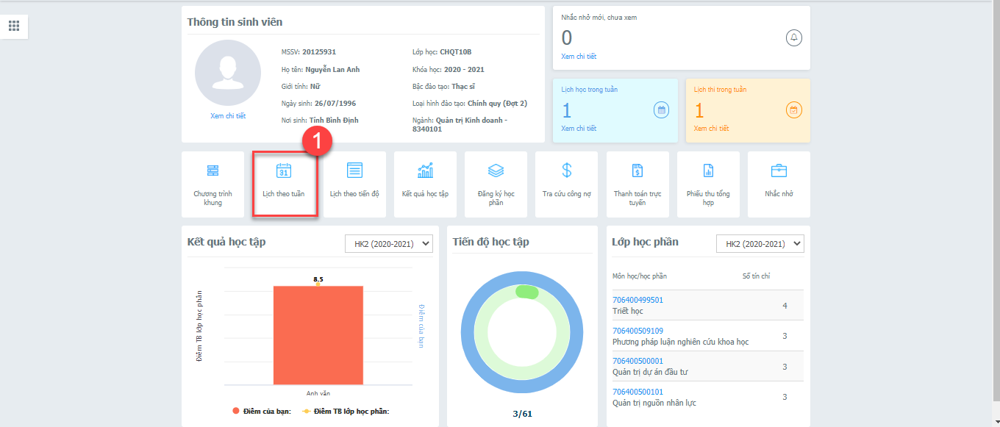 Thông tin sinh viên
MSSV: 20125931
Họ tên: Nguyễn Lan Anh
Giới tính: Nữ
Ngày sinh: 26/07/1996
Nơi sinh: Tỉnh Bình Định
Xem chi tiết
Lớp học: CHQT10B
Khóa học: 2020 - 2021
Bậc đào tạo: Thạc sĩ
Loại hình đào tạo: Chính quy (Đợt 2)
Ngành: Quản trị Kinh doanh -
8340101
Nhắc nhở mới, chưa xem
0
Xem chi tiết
Lịch học trong tuần
1
Xem chi tiết
Lịch thi trong tuần
1
Xem chi tiết
1
Chương trình
khung
31
Lịch theo tuần
Lịch theo tiến độ
Kết quả học tập
Đăng ký học
phần
Tra cứu công nợ
Thanh toán trực
tuyến
Phiếu thu tổng
hợp
Nhắc nhở
Kết quả học tập
HK2 (2020-2021)
8.5
Điểm TB lớp học phần
Điểm của bạn
Anh văn
Điểm của bạn:
Điểm TB lớp học phần:
Tiến độ học tập
3/61
Lớp học phần
HK2 (2020-2021)
Môn học/học phần
Số tín chỉ
706400499501
Triết học
4
706400509109
Phương pháp luận nghiên cứu khoa học
3
706400500001
Quản trị dự án đầu tư
3
706400500101
Quản trị nguồn nhân lực
3